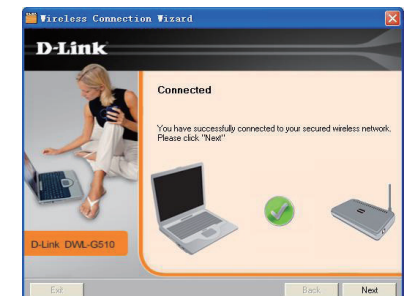 Wireless Connection Wizard
D-Link
Connected
You have successfully connected to your secured wireless network.
Please click "Next"
D-Link DWL-G510
Exit
Back
Next